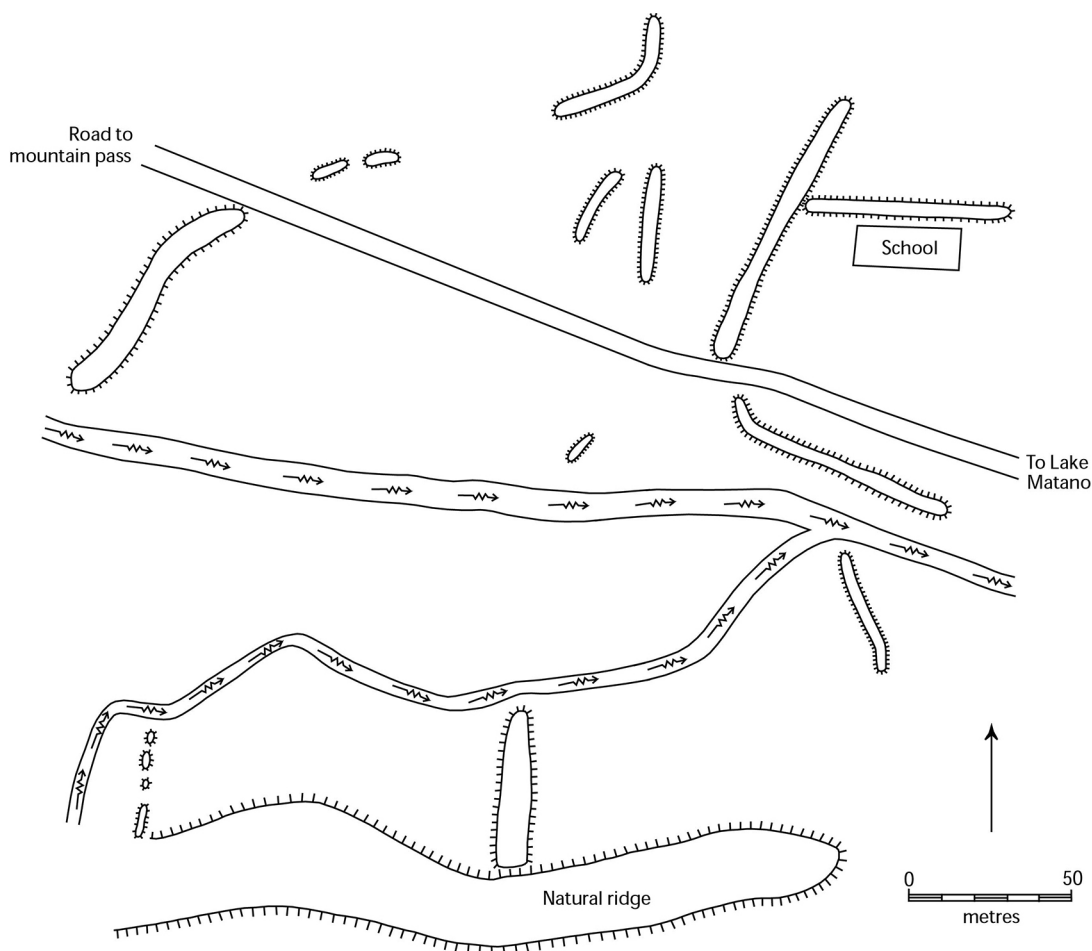 Road to
mountain pass
School
To Lake
Matano
Natural ridge
0 50
metres